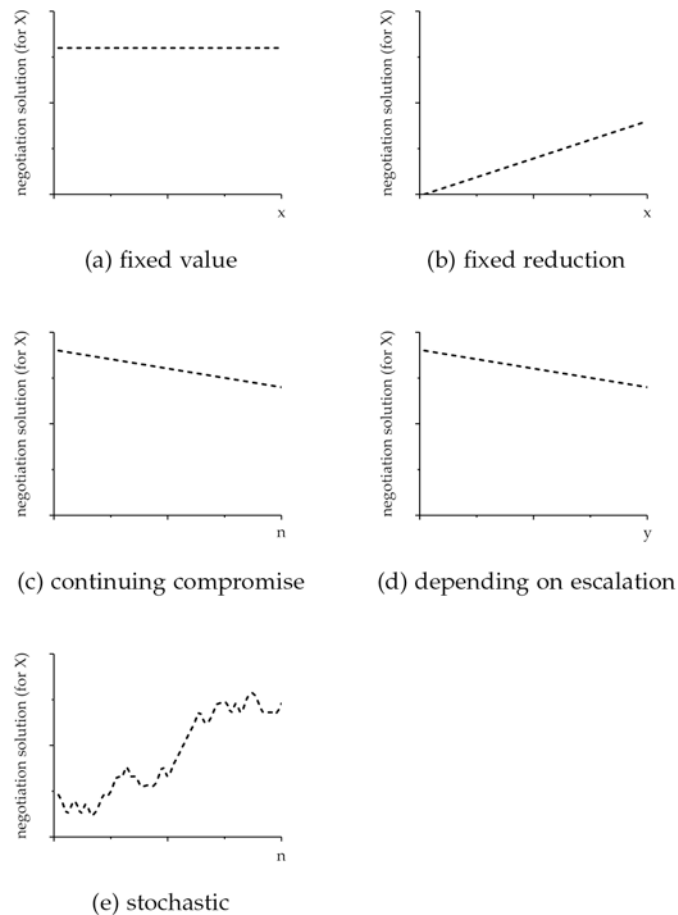 negotiation solution (for X)
x
(a) fixed value
negotiation solution (for X)
x
(b) fixed reduction
negotiation solution (for X)
n
(c) continuing compromise
negotiation solution (for X)
y
(d) depending on escalation
negotiation solution (for X)
n
(e) stochastic